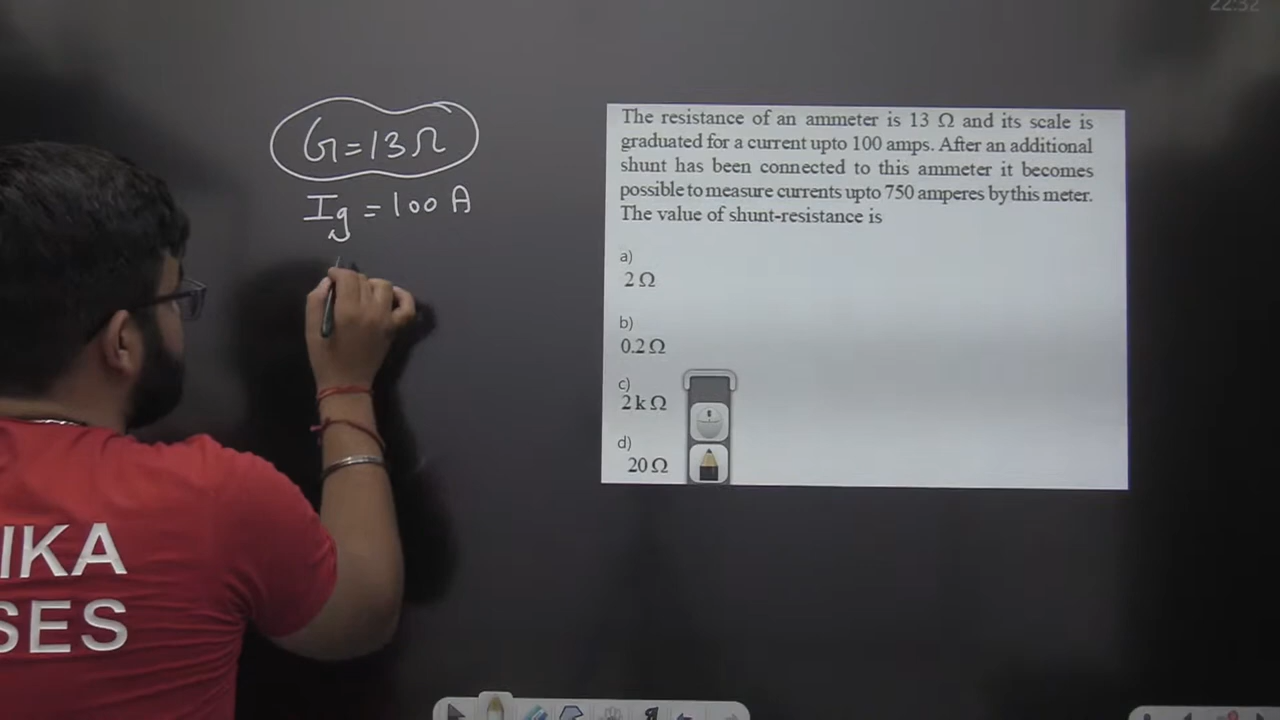 22:32
G=13Ω
Ig=100 A
The resistance of an ammeter is 13 Ω and its scale is
graduated for a current upto 100 amps. After an additional
shunt has been connected to this ammeter it becomes
possible to measure currents upto 750 amperes by this meter.
The value of shunt-resistance is
a)
2 Ω
b)
0.2 Ω
c)
2 k Ω
d)
20 Ω
IKA
SES